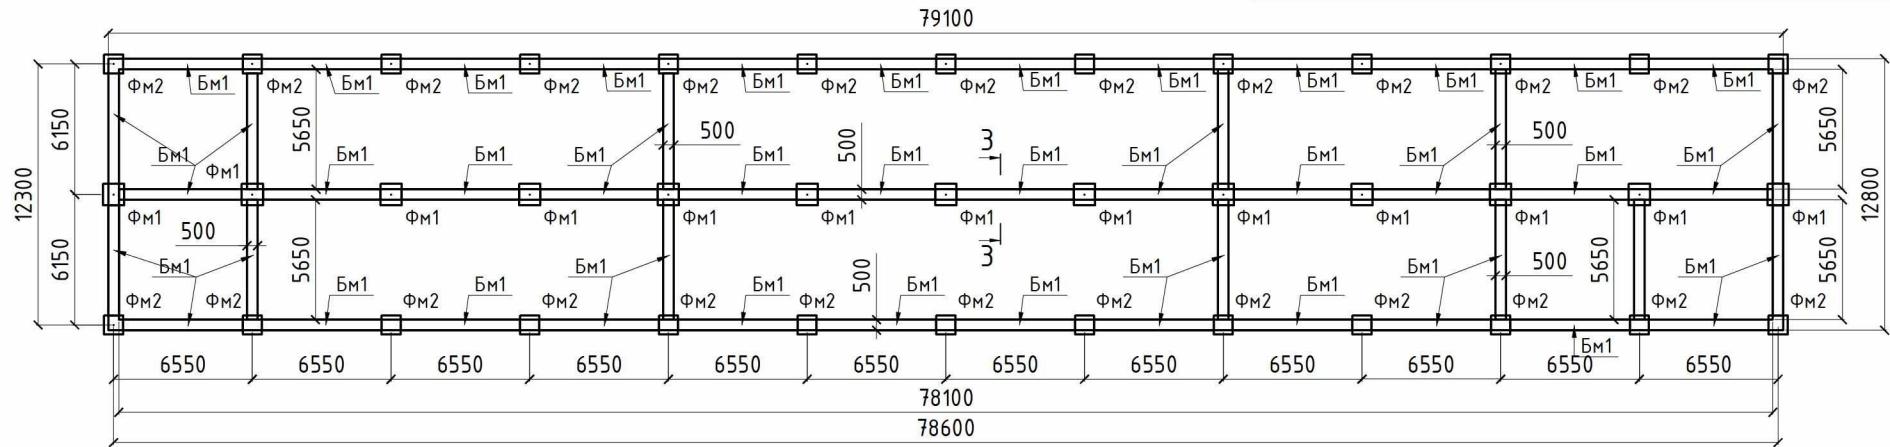 79100
Фм2 Бм1 Фм2 Бм1 Фм2 Бм1 Фм2 Бм1 Фм2 Бм1 Фм2 Бм1 Фм2 Бм1 Фм2 Бм1 Фм2 Бм1 Фм2 Бм1 Фм2 Бм1 Фм2 Бм1 Фм2
12300 6150 5650 500 500 3 500 5650 12800
Бм1 Фм1 Бм1 Бм1 Бм1 Бм1 Бм1 Бм1 Бм1 Бм1 Бм1 Бм1 Бм1
Фм1 Фм1 Фм1 Фм1 Фм1 Фм1 Фм1 Фм1 Фм1 Фм1 Фм1 Фм1
6150 500 5650 500 3 500 5650 5650
Бм1 Бм1 Бм1 Бм1 Бм1
Бм1 Бм1 Бм1 Бм1 Бм1 Бм1
Фм2 Фм2 Фм2 Фм2 Фм2 Фм2 Фм2 Фм2 Фм2 Фм2 Фм2 Фм2 Фм2
Бм1
6550 6550 6550 6550 6550 6550 6550 6550 6550 6550 6550 6550
78100
78600